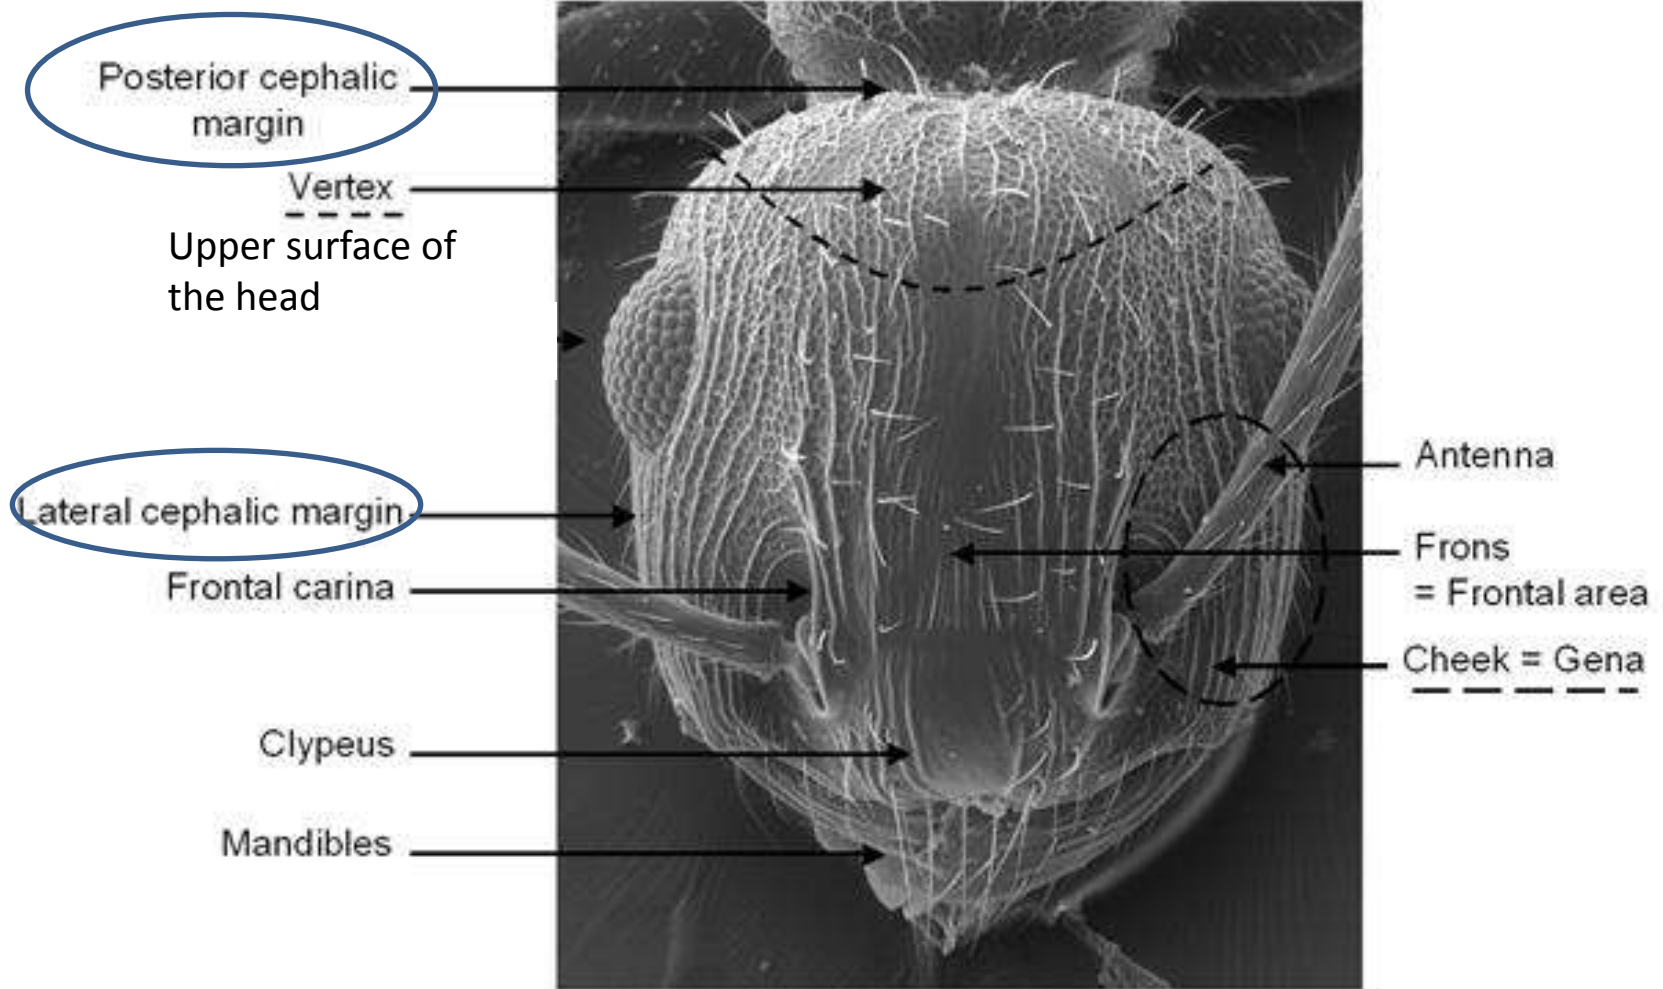 Posterior cephalic
margin
Vertex
Upper surface of
the head
Lateral cephalic margin
Frontal carina
Clypeus
Mandibles
Antenna
Frons
= Frontal area
Cheek = Gena